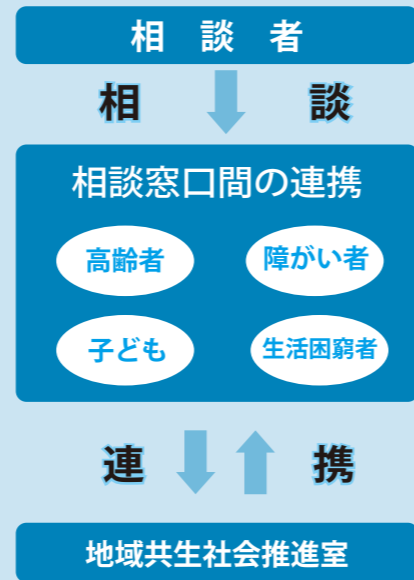 相談者
相談
相談窓口間の連携
高齢者 障がい者
子ども 生活困窮者
連携
地域共生社会推進室